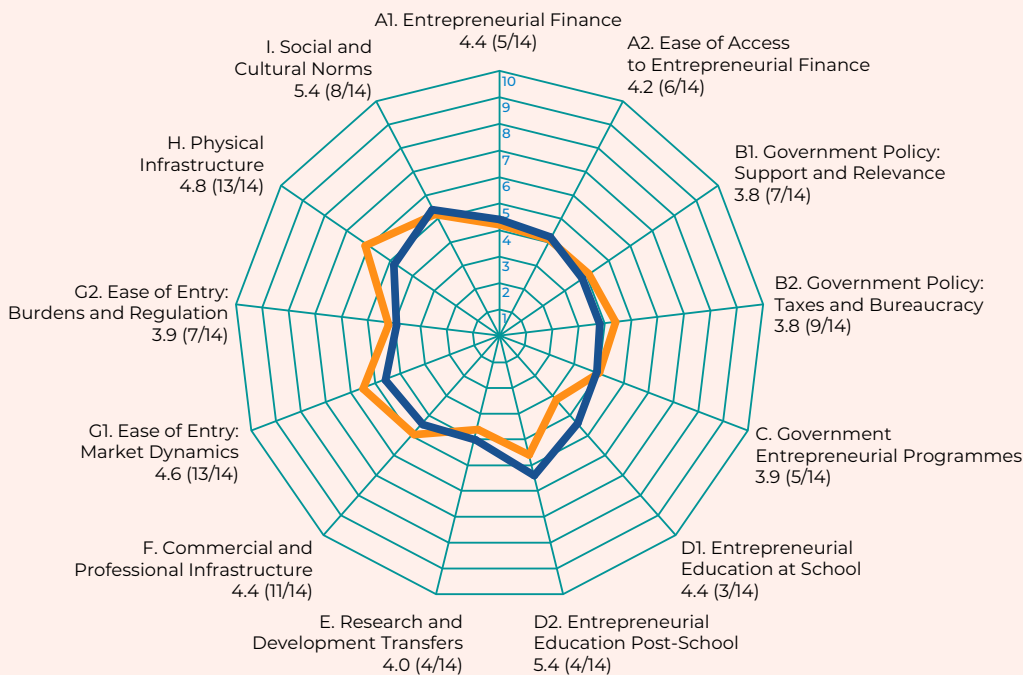 A1. Entrepreneurial Finance
4.4 (5/14)
A2. Ease of Access
to Entrepreneurial Finance
4.2 (6/14)
B1. Government Policy:
Support and Relevance
3.8 (7/14)
B2. Government Policy:
Taxes and Bureaucracy
3.8 (9/14)
C. Government
Entrepreneurial Programmes
3.9 (5/14)
D1. Entrepreneurial
Education at School
4.4 (3/14)
D2. Entrepreneurial
Education Post-School
5.4 (4/14)
E. Research and
Development Transfers
4.0 (4/14)
F. Commercial and
Professional Infrastructure
4.4 (11/14)
G1. Ease of Entry:
Market Dynamics
4.6 (13/14)
G2. Ease of Entry:
Burdens and Regulation
3.9 (7/14)
H. Physical
Infrastructure
4.8 (13/14)
I. Social and
Cultural Norms
5.4 (8/14)
10
9
8
7
6
5
4
3
2
1